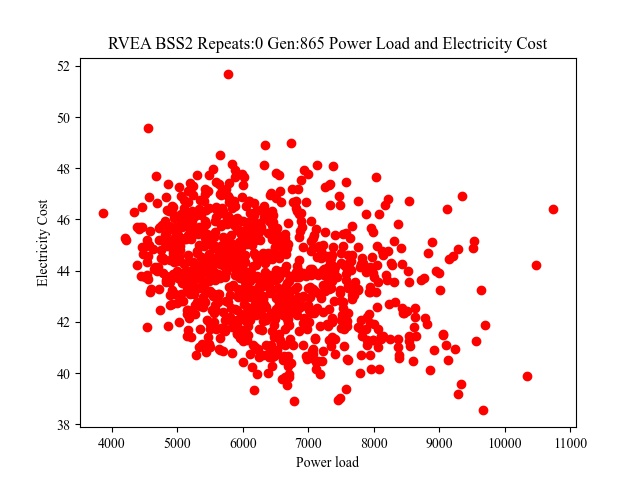 RVEA BSS2 Repeats:0 Gen:865 Power Load and Electricity Cost
52
50
48
46
44
42
40
38
Electricity Cost
4000 5000 6000 7000 8000 9000 10000 11000
Power load